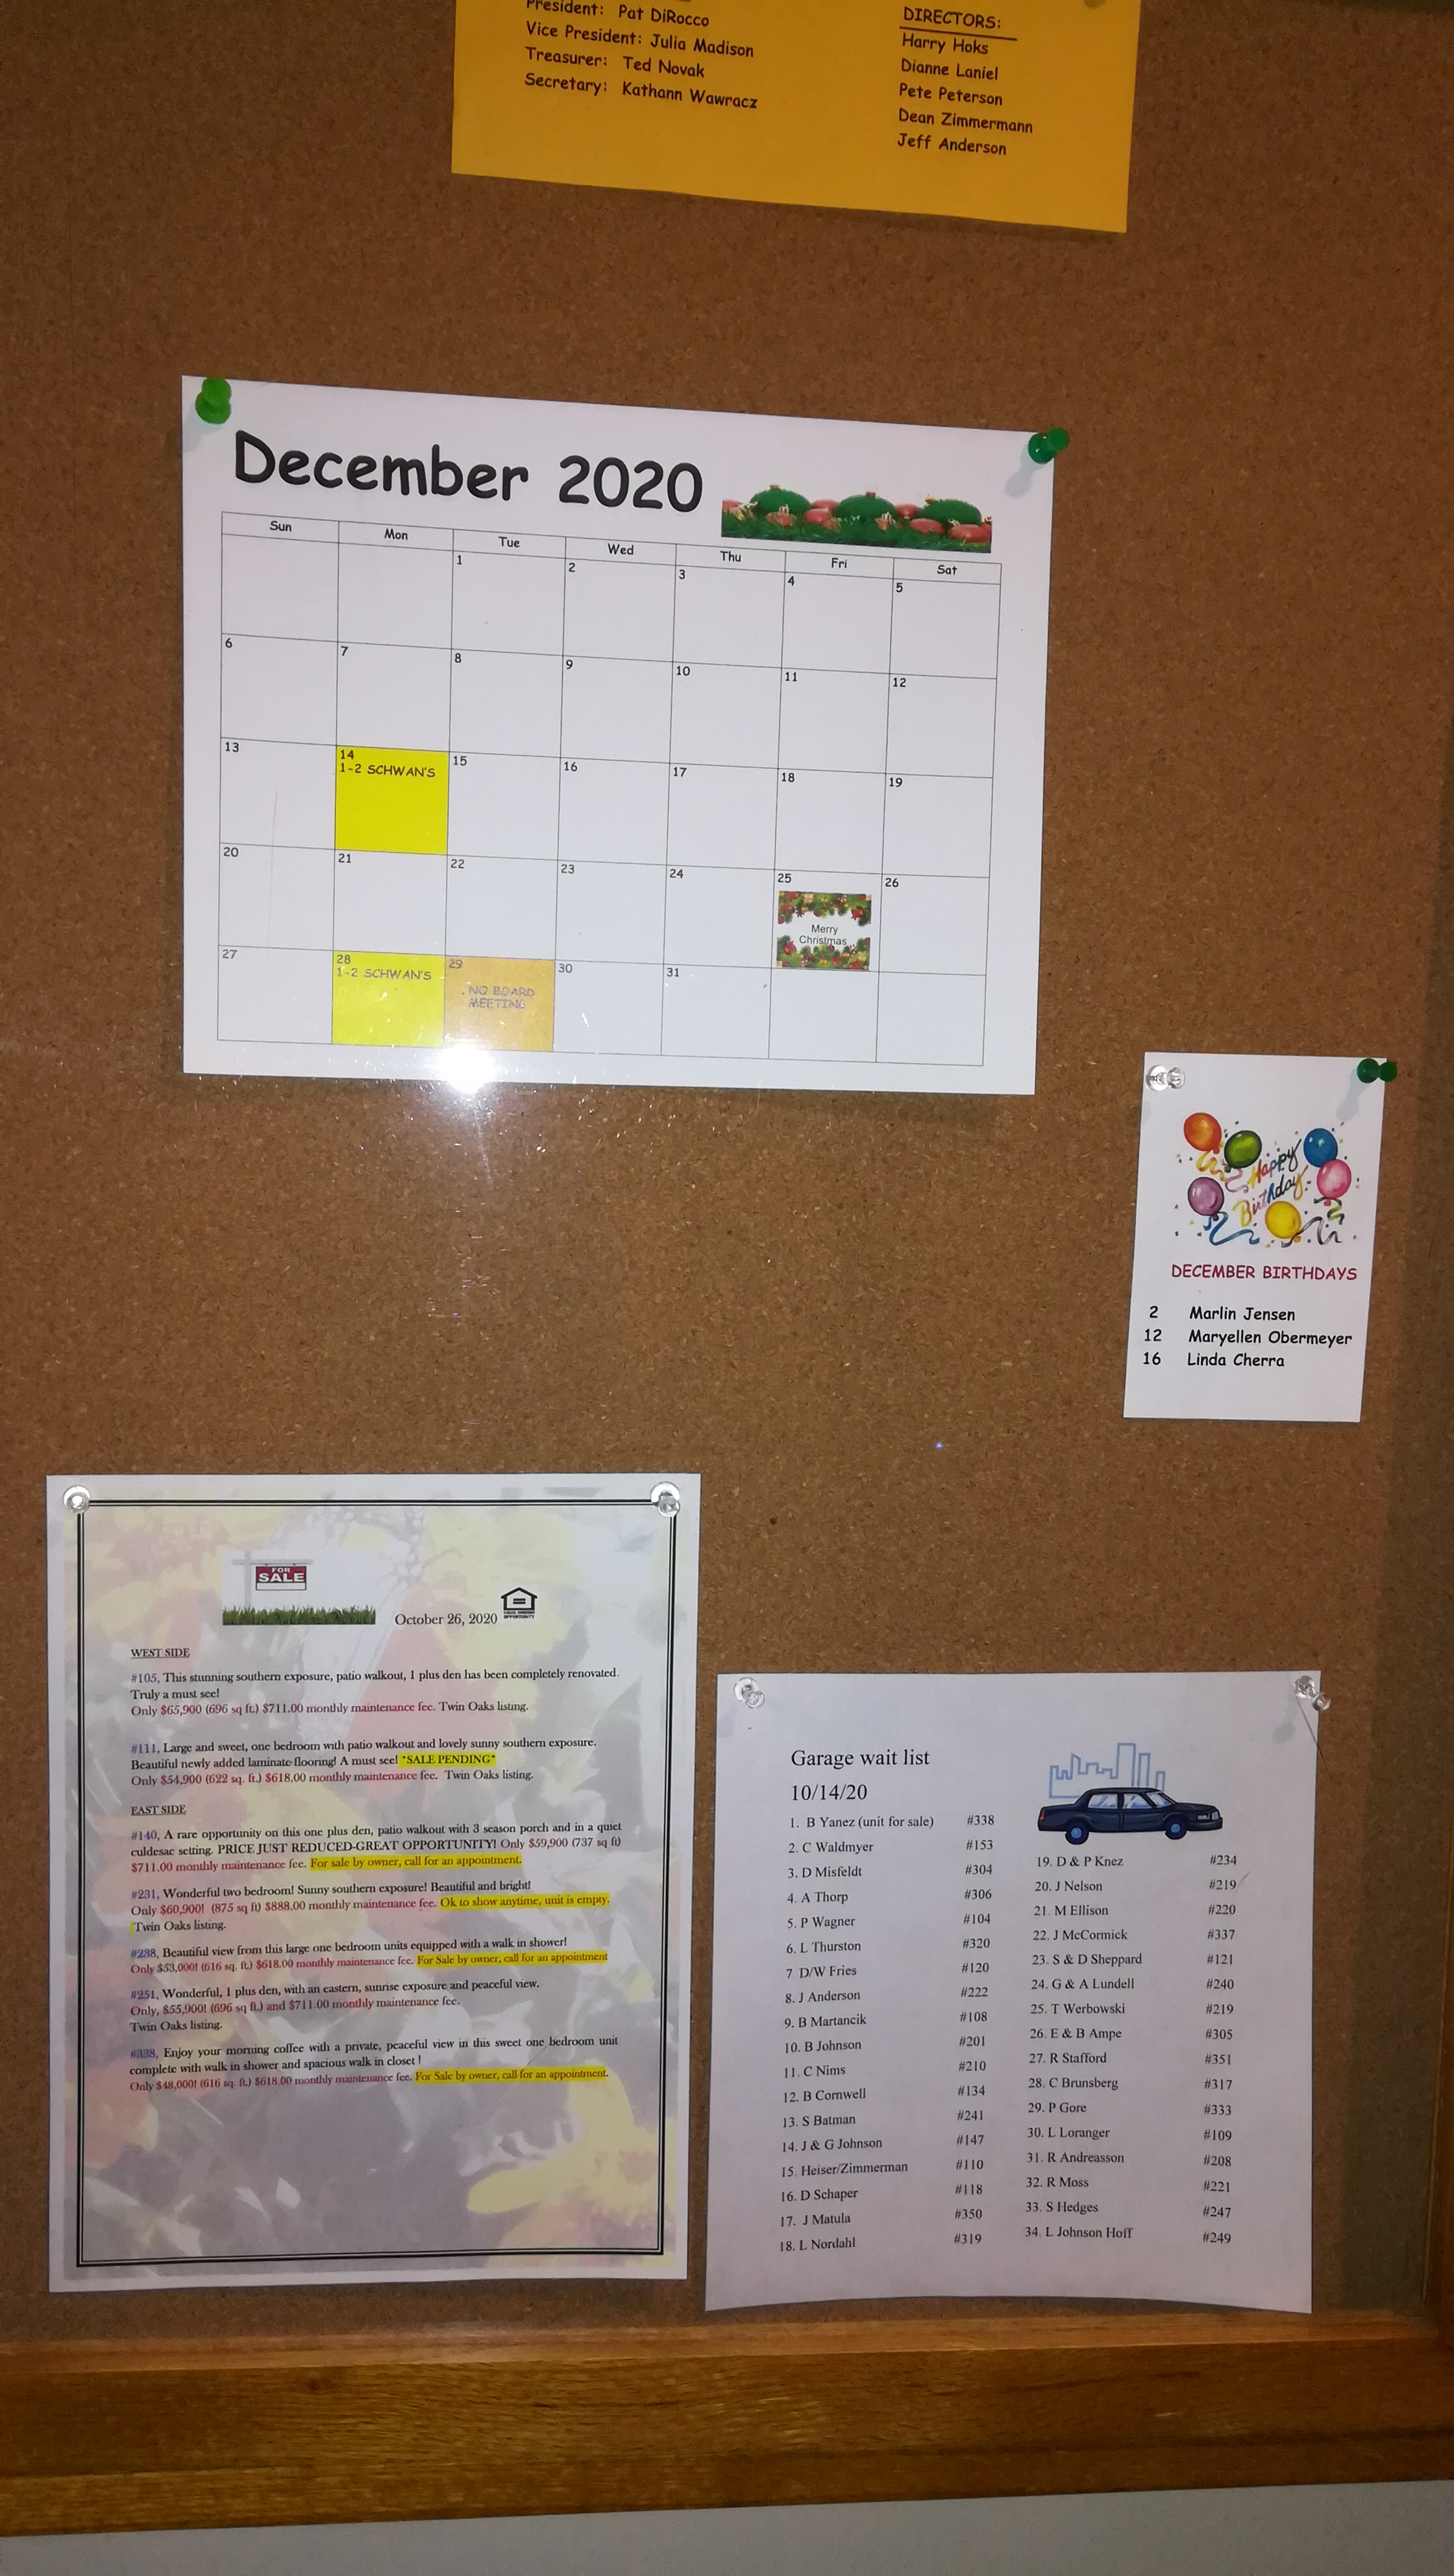 President: Pat DiRocco
Vice President: Julia Madison
Treasurer: Ted Novak
Secretary: Kathann Wawracz
DIRECTORS:
Harry Hoks
Dianne Laniel
Pete Peterson
Dean Zimmermann
Jeff Anderson
December 2020
Sun Mon Tue Wed Thu Fri Sat
1 2 3 4 5
6 7 8 9 10 11 12
13 14 15 16 17 18 19
1-2 SCHWAN'S
20 21 22 23 24 25 26
Merry
Christmas
27 28 29 30 31
1-2 SCHWAN'S
NO BOARD
MEETING
Happy
Birthday
DECEMBER BIRTHDAYS
2 Marlin Jensen
12 Maryellen Obermeyer
16 Linda Cherra
FOR
SALE
October 26, 2020
WEST SIDE
#105, This stunning southern exposure, patio walkout, 1 plus den has been completely renovated.
Truly a must see!
Only $65,900 (696 sq ft.) $711.00 monthly maintenance fee. Twin Oaks listing.
#111, Large and sweet, one bedroom with patio walkout and lovely sunny southern exposure.
Beautiful newly added laminate flooring! A must see! *SALE PENDING*
Only $54,900 (622 sq. ft.) $618.00 monthly maintenance fee. Twin Oaks listing.
EAST SIDE
#140, A rare opportunity on this one plus den, patio walkout with 3 season porch and in a quiet
culdesac setting. PRICE JUST REDUCED-GREAT OPPORTUNITY! Only $59,900 (737 sq ft)
$711.00 monthly maintenance fee. For sale by owner, call for an appointment.
#231, Wonderful two bedroom! Sunny southern exposure! Beautiful and bright!
Only $60,900! (875 sq ft) $888.00 monthly maintenance fee. Ok to show anytime, unit is empty.
Twin Oaks listing.
#238, Beautiful view from this large one bedroom units equipped with a walk in shower!
Only $53,000! (616 sq. ft.) $618.00 monthly maintenance fee. For Sale by owner, call for an appointment
#251, Wonderful, 1 plus den, with an eastern, sunrise exposure and peaceful view.
Only, $55,900! (696 sq ft.) and $711.00 monthly maintenance fee.
Twin Oaks listing.
#338, Enjoy your morning coffee with a private, peaceful view in this sweet one bedroom unit
complete with walk in shower and spacious walk in closet !
Only $48,000! (616 sq. ft.) $618.00 monthly maintenance fee. For Sale by owner, call for an appointment.
Garage wait list
10/14/20
1. B Yanez (unit for sale) #338
2. C Waldmyer #153
3. D Misfeldt #304
4. A Thorp #306
5. P Wagner #104
6. L Thurston #320
7 D/W Fries #120
8. J Anderson #222
9. B Martancik #108
10. B Johnson #201
11. C Nims #210
12. B Cornwell #134
13. S Batman #241
14. J & G Johnson #147
15. Heiser/Zimmerman #110
16. D Schaper #118
17. J Matula #350
18. L Nordahl #319
19. D & P Knez #234
20. J Nelson #219
21. M Ellison #220
22. J McCormick #337
23. S & D Sheppard #121
24. G & A Lundell #240
25. T Werbowski #219
26. E & B Ampe #305
27. R Stafford #351
28. C Brunsberg #317
29. P Gore #333
30. L Loranger #109
31. R Andreasson #208
32. R Moss #221
33. S Hedges #247
34. L Johnson Hoff #249